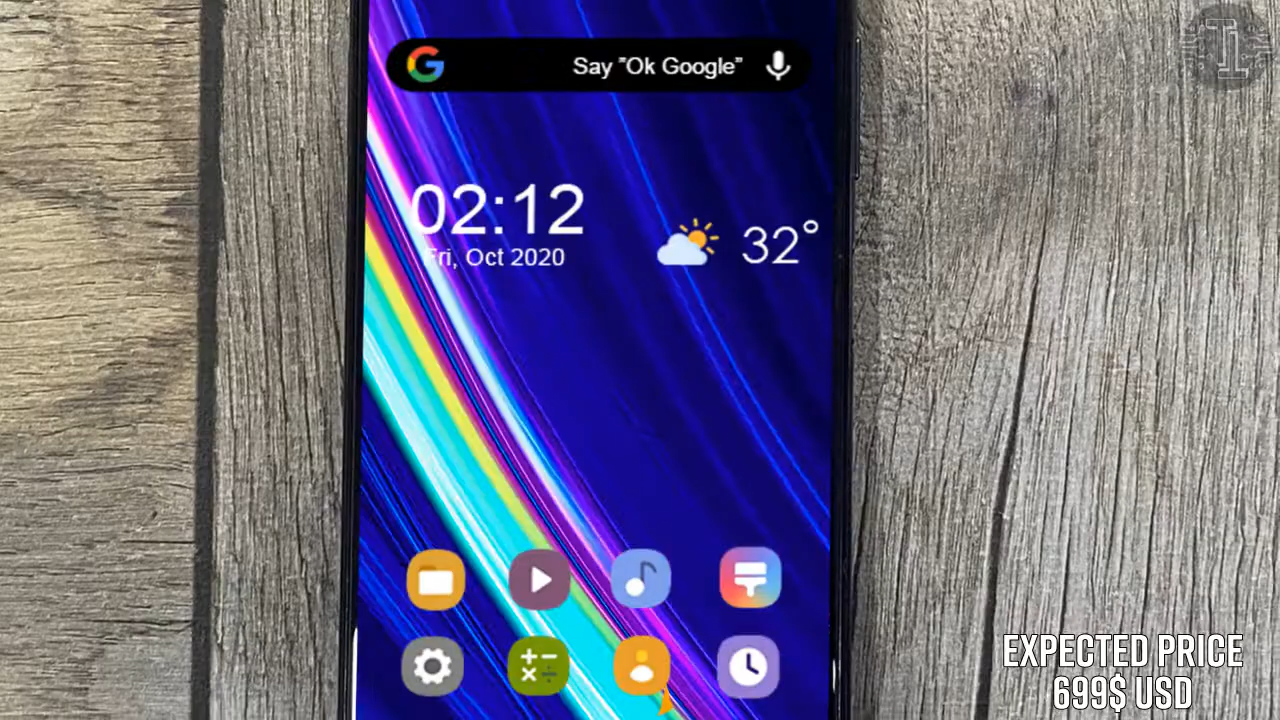 Say "Ok Google"
02:12
Fri, Oct 2020
32°
EXPECTED PRICE
699$ USD